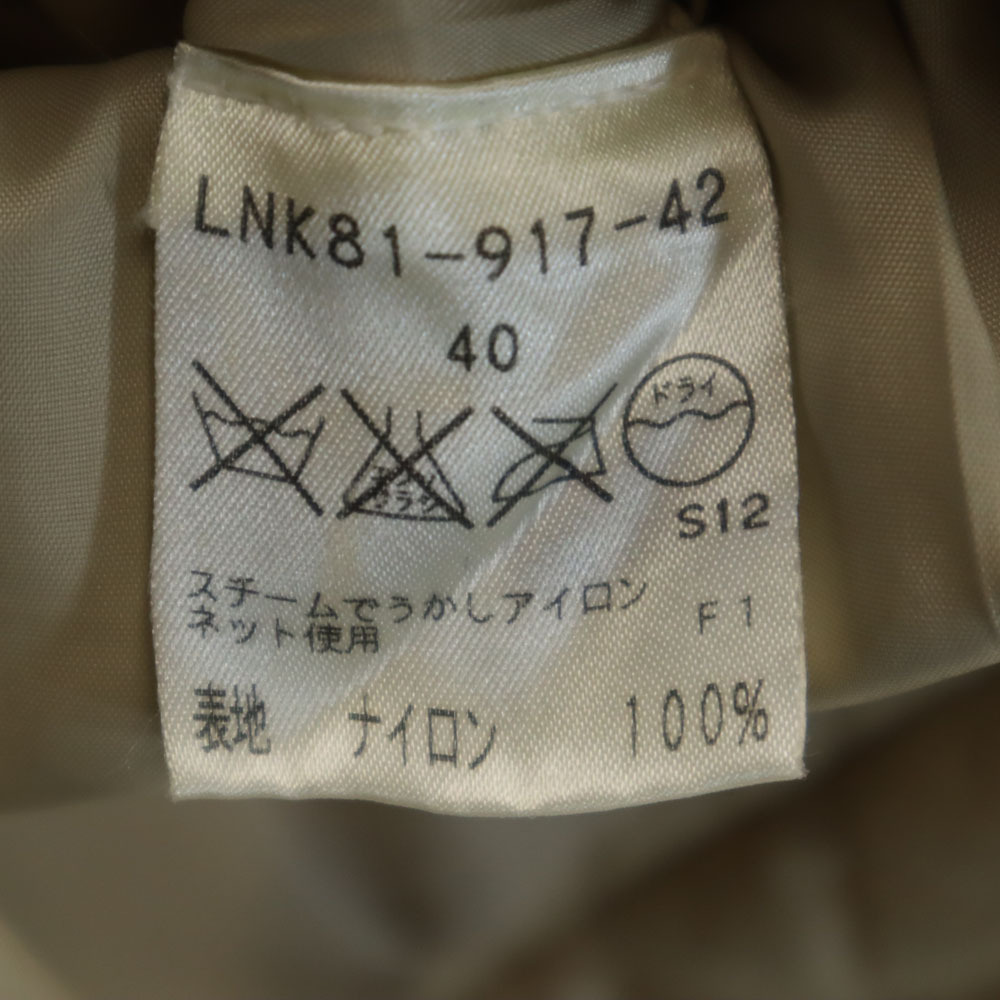 LNK81-917-42
40
ドライ
S12
スチームでうかしアイロン
ネット使用
F1
表地 ナイロン 100%